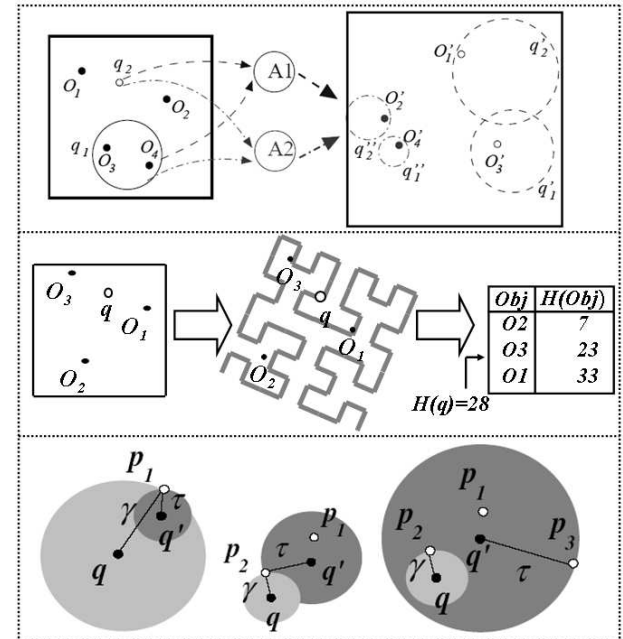 q2
O1
O2
q1
O3
O4
A1
A2
O'1
q'2
O'2
q''2
O'4
q''1
O'3
q'1
O3
q
O1
O2
O3
q
O1
O2
Obj H(Obj)
O2 7
O3 23
O1 33
H(q)=28
p1
γ τ
q'
q
p1
p2 τ
q'
γ
q
p1
p2
q' p3
γ τ
q